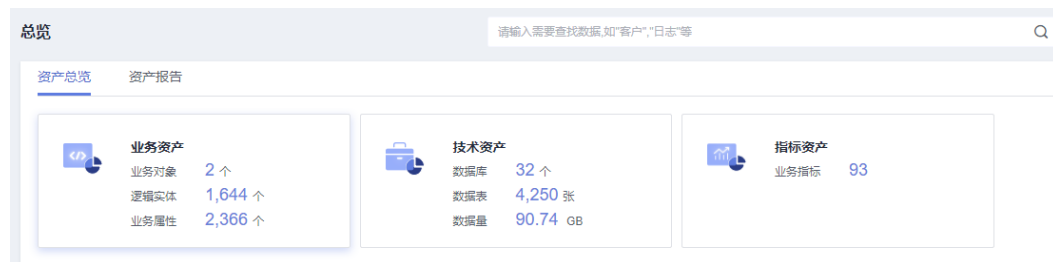 总览
请输入需要查找数据,如"客户","日志"等
资产总览 资产报告
业务资产
业务对象 2 个
逻辑实体 1,644 个
业务属性 2,366 个
技术资产
数据库 32 个
数据表 4,250 张
数据量 90.74 GB
指标资产
业务指标 93